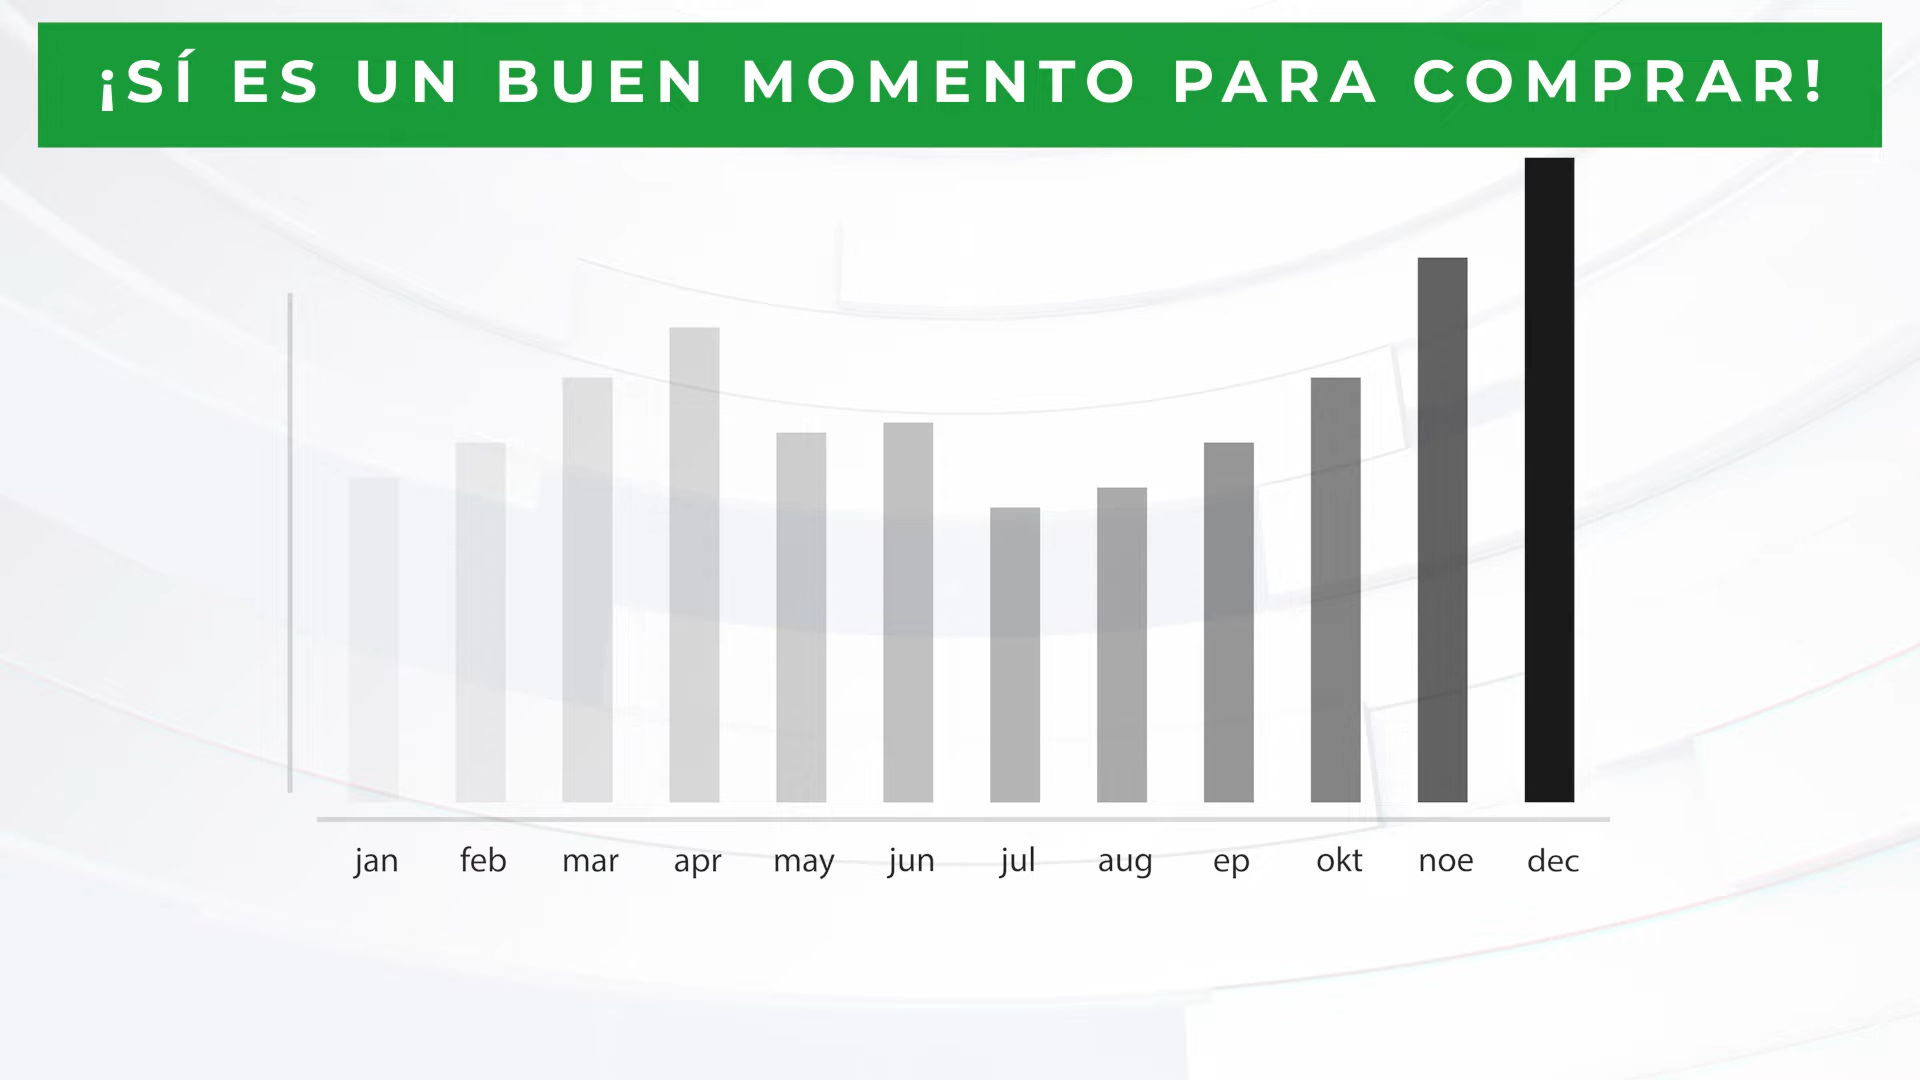 ¡SÍ ES UN BUEN MOMENTO PARA COMPRAR!
jan feb mar apr may jun jul aug ep okt noe dec